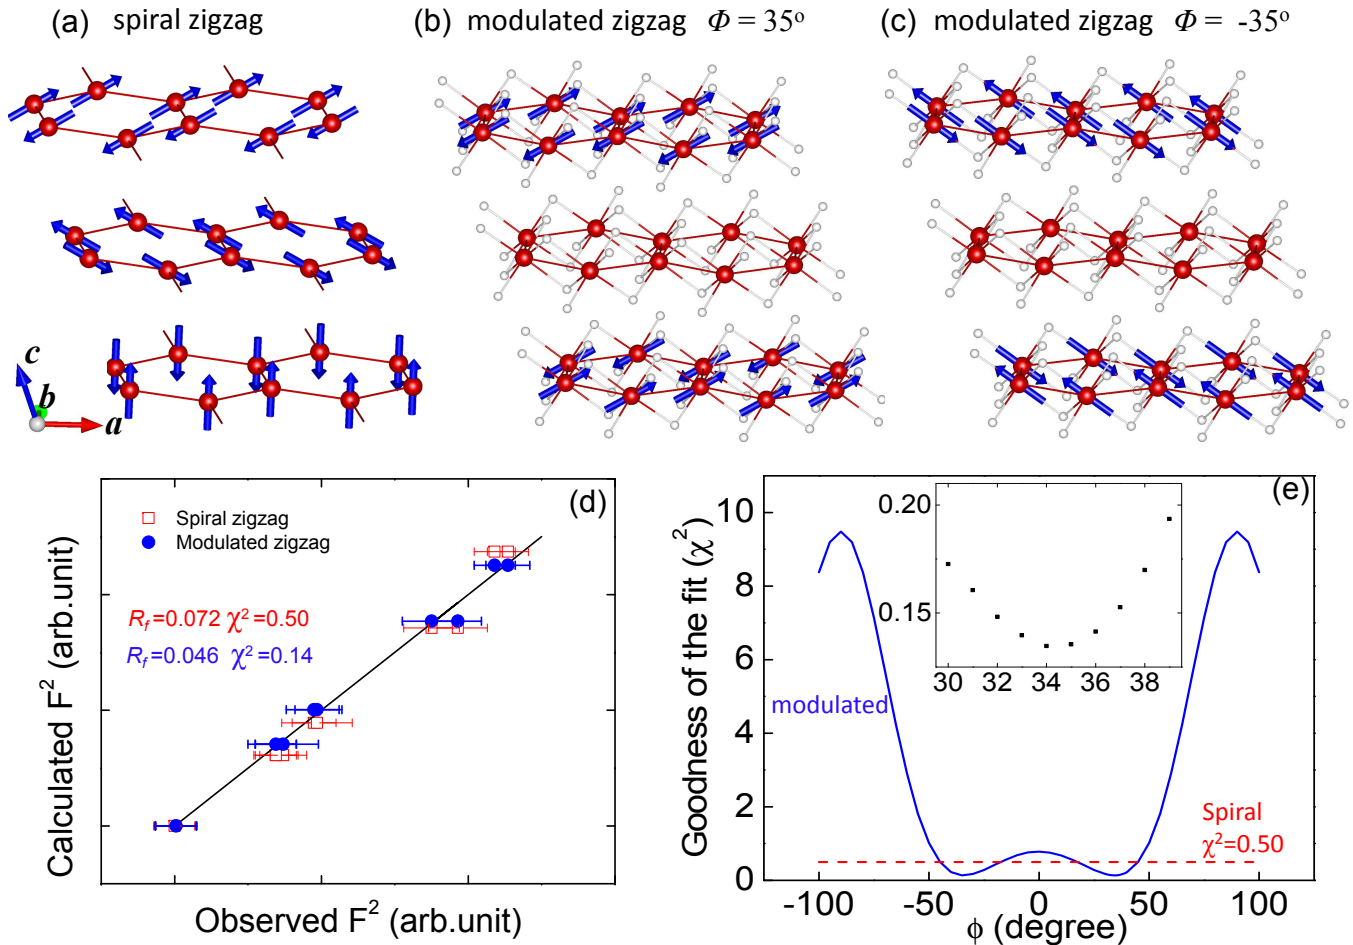 (a) spiral zigzag
(b) modulated zigzag Φ = 35°
(c) modulated zigzag Φ = -35°
c
b
a
(d)
Spiral zigzag
Modulated zigzag
R_f=0.072 χ²=0.50
R_f=0.046 χ²=0.14
Calculated F² (arb.unit)
Observed F² (arb.unit)
(e)
Goodness of the fit (χ²)
10
8
6
4
2
0
0.20
0.15
30 32 34 36 38
modulated
Spiral
χ²=0.50
-100 -50 0 50 100
ϕ (degree)